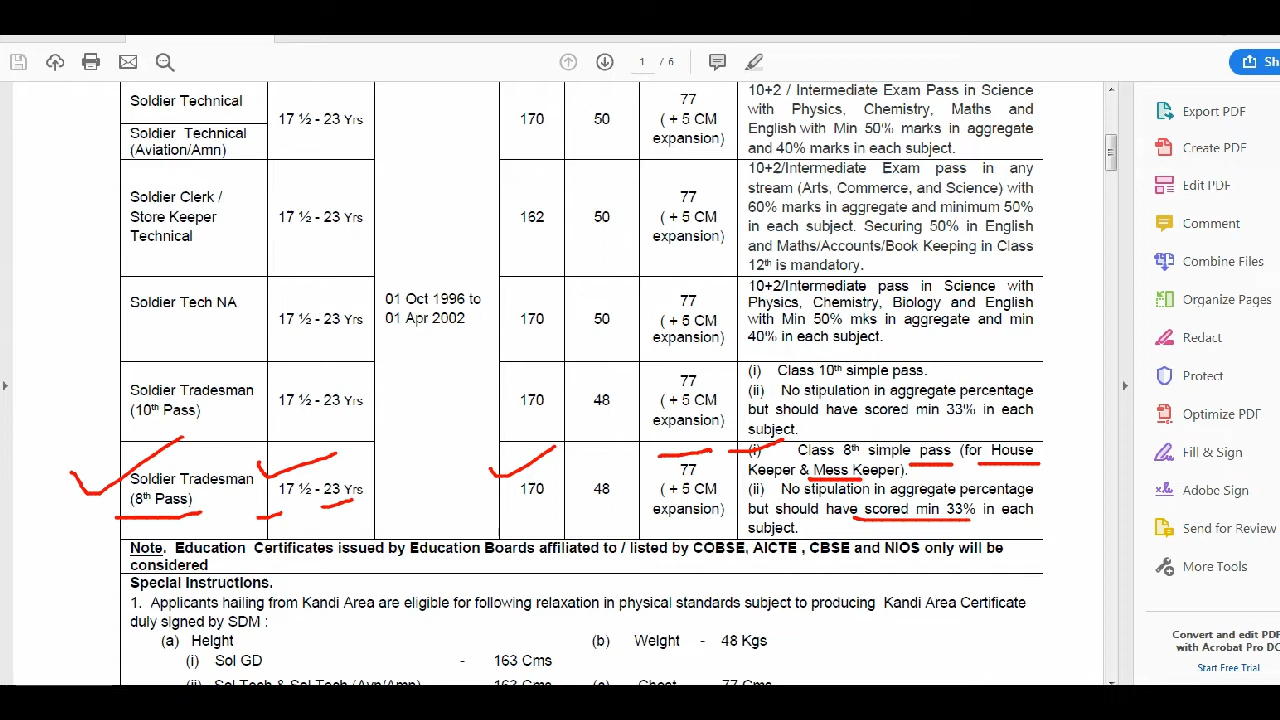 1 / 6
Sh
Export PDF
Create PDF
Edit PDF
Comment
Combine Files
Organize Pages
Redact
Protect
Optimize PDF
Fill & Sign
Adobe Sign
Send for Review
More Tools
Convert and edit PDF
with Acrobat Pro DC
Start Free Trial
Soldier Technical
Soldier Technical
(Aviation/Amn)
17 ½ - 23 Yrs
170
50
77
( + 5 CM
expansion)
10+2 / Intermediate Exam Pass in Science
with Physics, Chemistry, Maths and
English with Min 50% marks in aggregate
and 40% marks in each subject.
Soldier Clerk /
Store Keeper
Technical
17 ½ - 23 Yrs
162
50
77
( + 5 CM
expansion)
10+2/Intermediate Exam pass in any
stream (Arts, Commerce, and Science) with
60% marks in aggregate and minimum 50%
in each subject. Securing 50% in English
and Maths/Accounts/Book Keeping in Class
12th is mandatory.
Soldier Tech NA
17 ½ - 23 Yrs
01 Oct 1996 to
01 Apr 2002
170
50
77
( + 5 CM
expansion)
10+2/Intermediate pass in Science with
Physics, Chemistry, Biology and English
with Min 50% mks in aggregate and min
40% in each subject.
Soldier Tradesman
(10th Pass)
17 ½ - 23 Yrs
170
48
77
( + 5 CM
expansion)
(i) Class 10th simple pass.
(ii) No stipulation in aggregate percentage
but should have scored min 33% in each
subject.
Soldier Tradesman
(8th Pass)
17 ½ - 23 Yrs
170
48
77
( + 5 CM
expansion)
(i) Class 8th simple pass (for House
Keeper & Mess Keeper).
(ii) No stipulation in aggregate percentage
but should have scored min 33% in each
subject.
Note. Education Certificates issued by Education Boards affiliated to / listed by COBSE, AICTE , CBSE and NIOS only will be
considered
Special Instructions.
1. Applicants hailing from Kandi Area are eligible for following relaxation in physical standards subject to producing Kandi Area Certificate
duly signed by SDM :
(a) Height
(b) Weight - 48 Kgs
(i) Sol GD - 163 Cms
(ii) Sol Tech & Sol Tech (Avn/Amn) 163 Cms (c) Chest 77 Cms